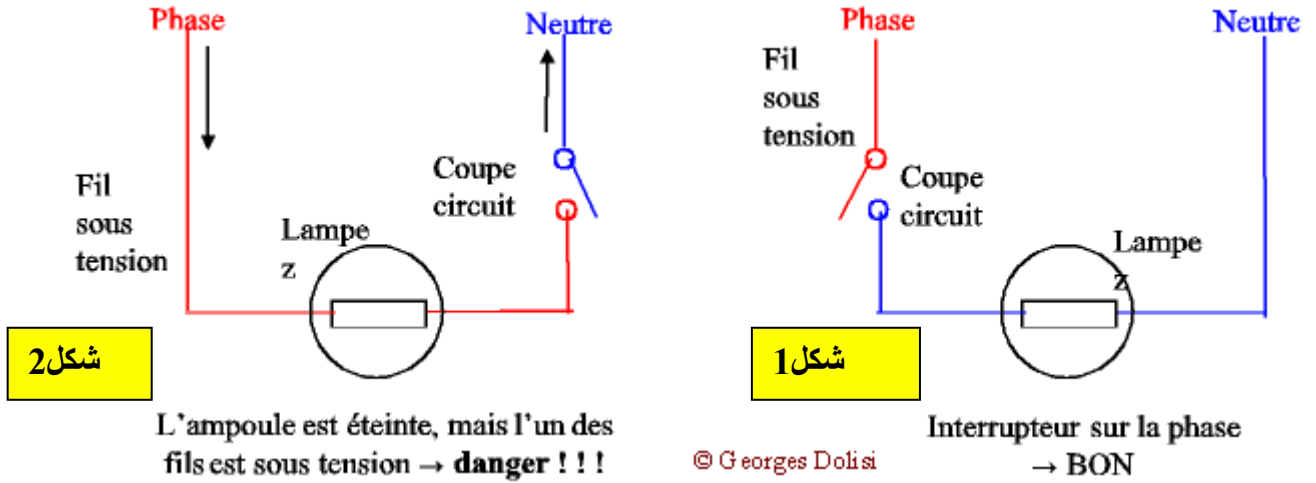 Phase
Neutre
Fil
sous
tension
Coupe
circuit
Lampe
z
شكل2
L'ampoule est éteinte, mais l'un des
fils est sous tension → danger ! ! !
Phase
Neutre
Fil
sous
tension
Coupe
circuit
Lampe
z
شكل1
Interrupteur sur la phase
→ BON
© Georges Dolisi